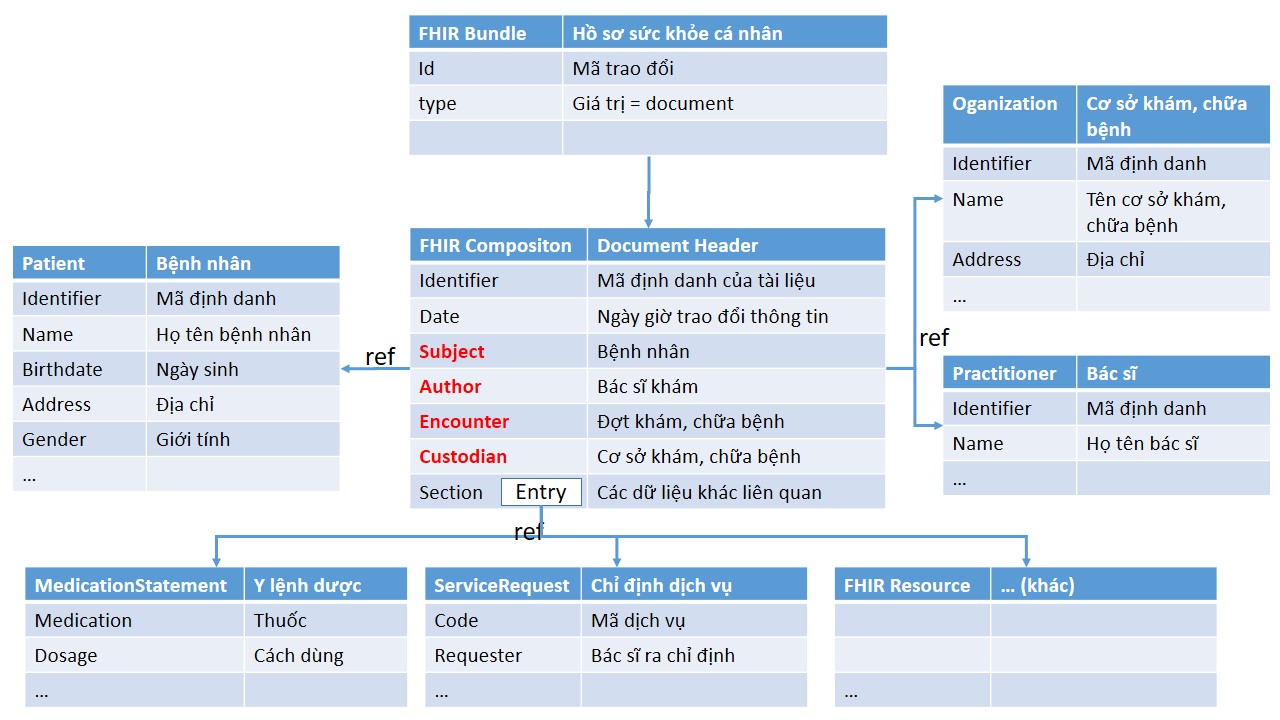 FHIR Bundle Hồ sơ sức khỏe cá nhân
Id Mã trao đổi
type Giá trị = document
Oganization Cơ sở khám, chữa
bệnh
Identifier Mã định danh
Name Tên cơ sở khám,
chữa bệnh
Address Địa chỉ
...
Patient Bệnh nhân
Identifier Mã định danh
Name Họ tên bệnh nhân
Birthdate Ngày sinh
Address Địa chỉ
Gender Giới tính
...
ref
FHIR Compositon Document Header
Identifier Mã định danh của tài liệu
Date Ngày giờ trao đổi thông tin
Subject Bệnh nhân
Author Bác sĩ khám
Encounter Đợt khám, chữa bệnh
Custodian Cơ sở khám, chữa bệnh
Section Entry Các dữ liệu khác liên quan
ref
Practitioner Bác sĩ
Identifier Mã định danh
Name Họ tên bác sĩ
...
ref
MedicationStatement Y lệnh dược
Medication Thuốc
Dosage Cách dùng
...
ServiceRequest Chỉ định dịch vụ
Code Mã dịch vụ
Requester Bác sĩ ra chỉ định
...
FHIR Resource ... (khác)
...